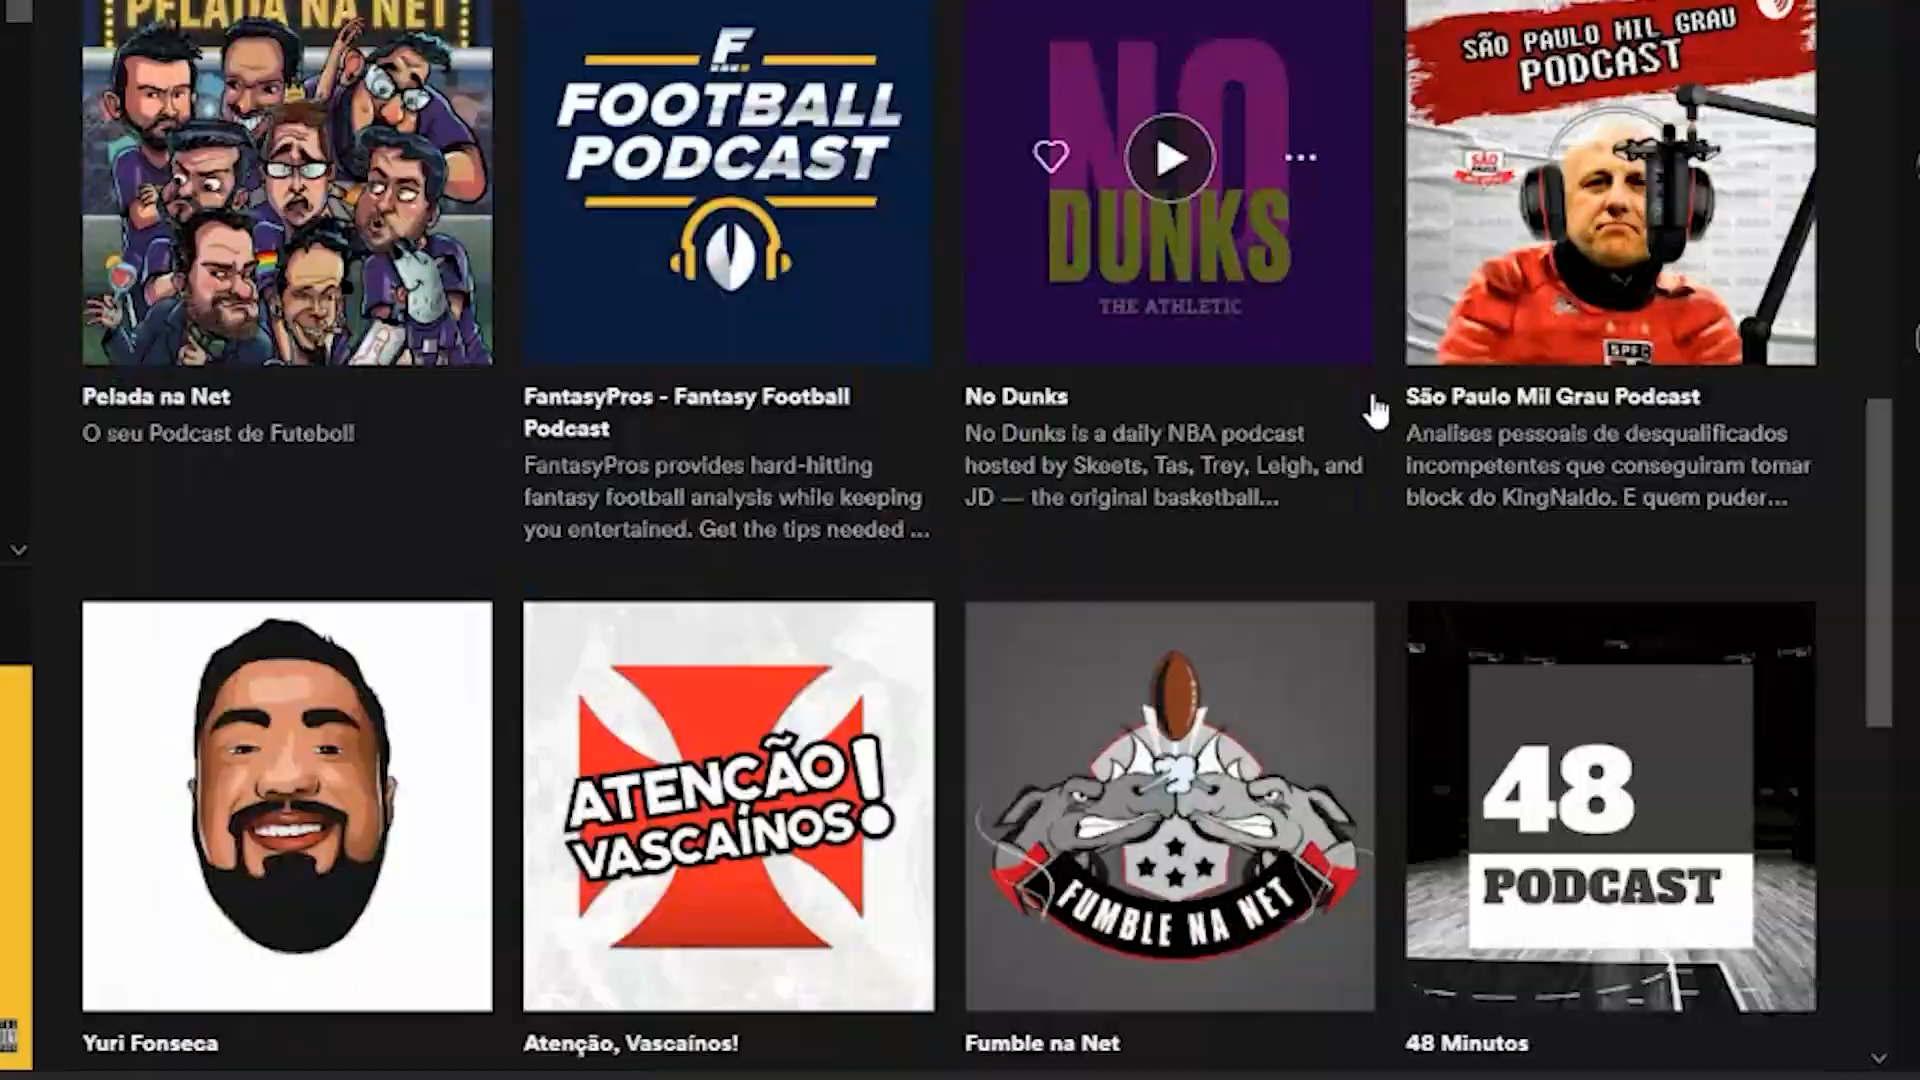 PELADA NA NET
F
FOOTBALL
PODCAST
NO
DUNKS
THE ATHLETIC
SÃO PAULO MIL GRAU
PODCAST
SÃO
SPFC
Pelada na Net
O seu Podcast de Futebol!
FantasyPros - Fantasy Football
Podcast
FantasyPros provides hard-hitting
fantasy football analysis while keeping
you entertained. Get the tips needed ...
No Dunks
No Dunks is a daily NBA podcast
hosted by Skeets, Tas, Trey, Leigh, and
JD — the original basketball...
São Paulo Mil Grau Podcast
Analises pessoais de desqualificados
incompetentes que conseguiram tomar
block do KingNaldo. E quem puder...
ATENÇÃO
VASCAÍNOS!
FUMBLE NA NET
48
PODCAST
Yuri Fonseca
Atenção, Vascaínos!
Fumble na Net
48 Minutos